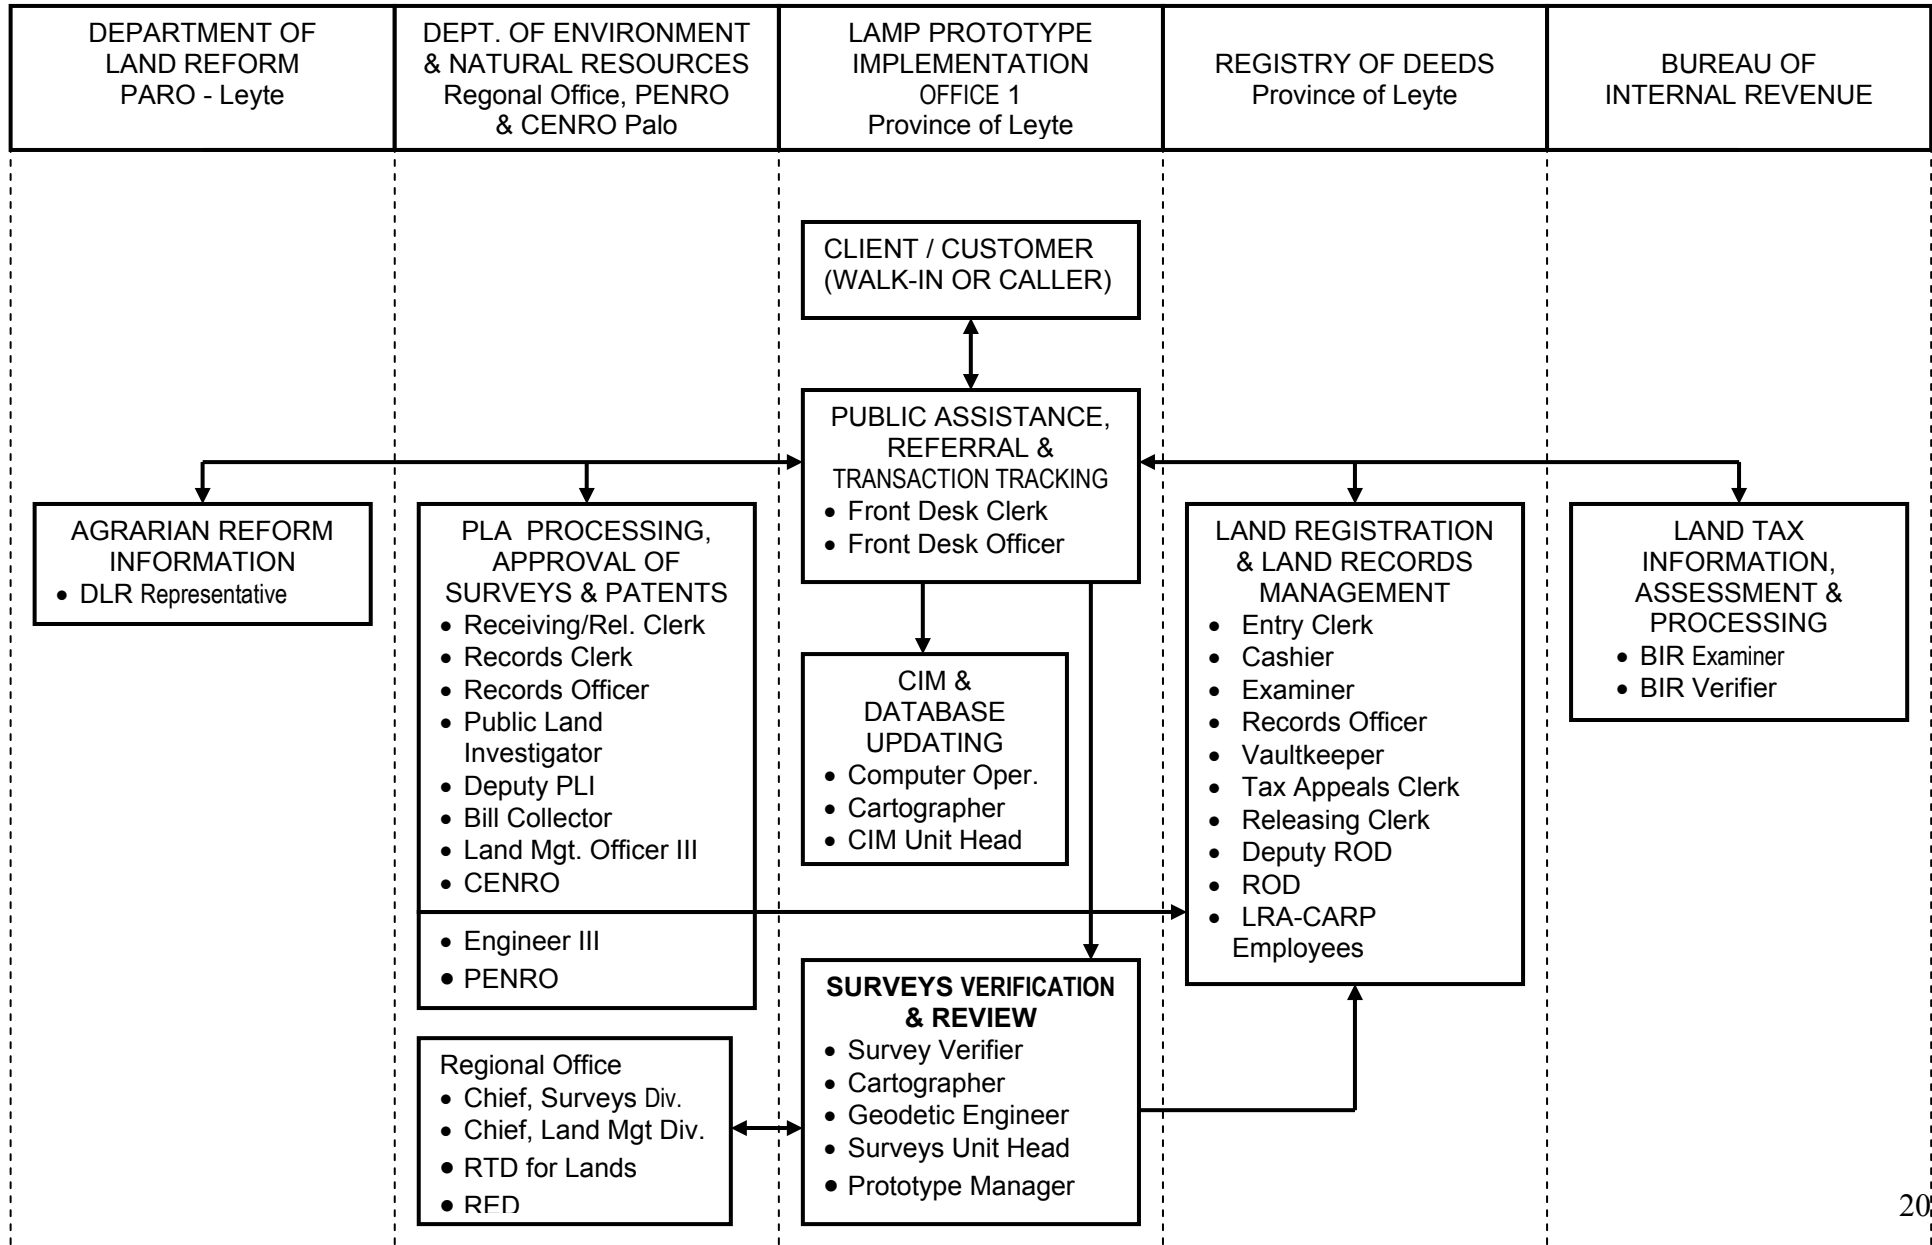 DEPARTMENT OF
LAND REFORM
PARO - Leyte
DEPT. OF ENVIRONMENT
& NATURAL RESOURCES
Regonal Office, PENRO
& CENRO Palo
LAMP PROTOTYPE
IMPLEMENTATION
OFFICE 1
Province of Leyte
REGISTRY OF DEEDS
Province of Leyte
BUREAU OF
INTERNAL REVENUE
CLIENT / CUSTOMER
(WALK-IN OR CALLER)
PUBLIC ASSISTANCE,
REFERRAL &
TRANSACTION TRACKING
• Front Desk Clerk
• Front Desk Officer
AGRARIAN REFORM
INFORMATION
• DLR Representative
PLA PROCESSING,
APPROVAL OF
SURVEYS & PATENTS
• Receiving/Rel. Clerk
• Records Clerk
• Records Officer
• Public Land
Investigator
• Deputy PLI
• Bill Collector
• Land Mgt. Officer III
• CENRO
• Engineer III
• PENRO
Regional Office
• Chief, Surveys Div.
• Chief, Land Mgt Div.
• RTD for Lands
• RED
CIM &
DATABASE
UPDATING
• Computer Oper.
• Cartographer
• CIM Unit Head
SURVEYS VERIFICATION
& REVIEW
• Survey Verifier
• Cartographer
• Geodetic Engineer
• Surveys Unit Head
• Prototype Manager
LAND REGISTRATION
& LAND RECORDS
MANAGEMENT
• Entry Clerk
• Cashier
• Examiner
• Records Officer
• Vaultkeeper
• Tax Appeals Clerk
• Releasing Clerk
• Deputy ROD
• ROD
• LRA-CARP
Employees
LAND TAX
INFORMATION,
ASSESSMENT &
PROCESSING
• BIR Examiner
• BIR Verifier
20